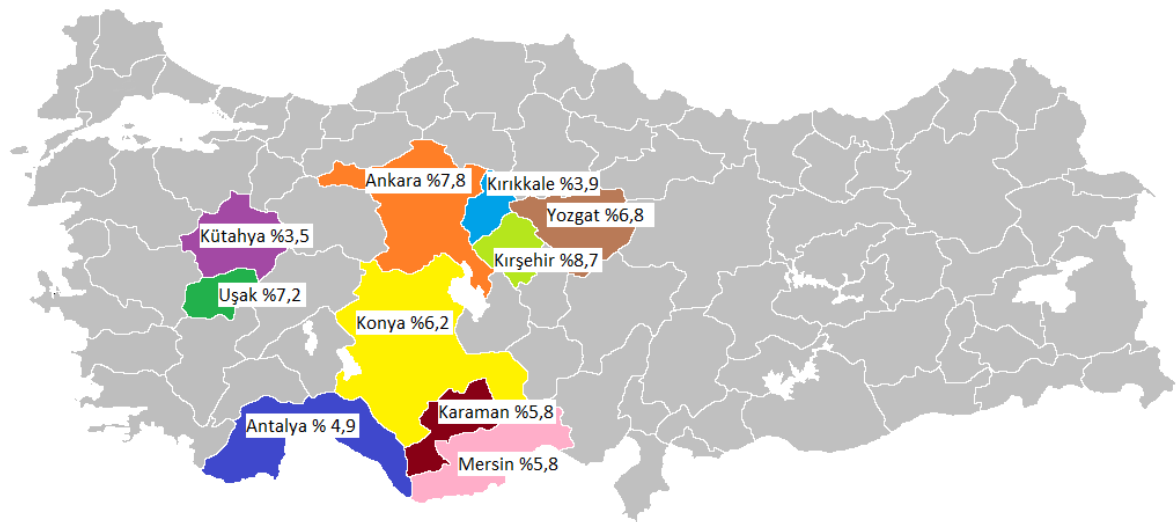 Ankara %7,8
Kırıkkale %3,9
Yozgat %6,8
Kütahya %3,5
Kırşehir %8,7
Uşak %7,2
Konya %6,2
Karaman %5,8
Antalya % 4,9
Mersin %5,8